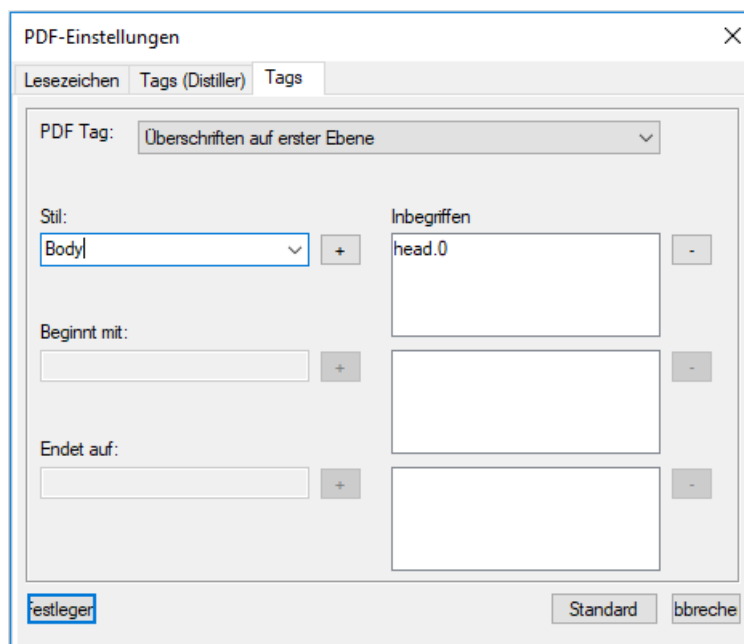 PDF-Einstellungen
Lesezeichen Tags (Distiller) Tags
PDF Tag: Überschriften auf erster Ebene
Stil: Inbegriffen
Body + head.0 -
Beginnt mit:
+ -
Endet auf:
+ -
Festlegen Standard bbreche